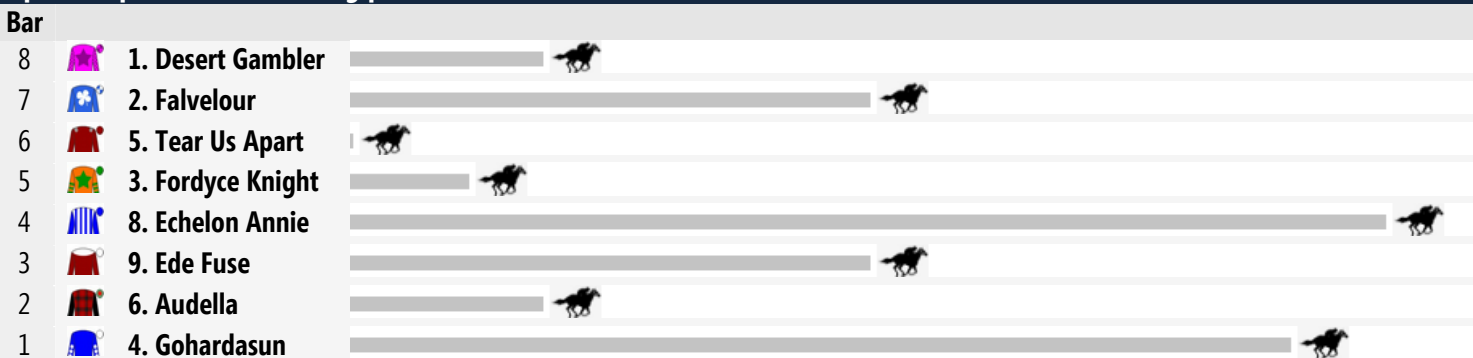 Bar
8 1. Desert Gambler
7 2. Falvelour
6 5. Tear Us Apart
5 3. Fordyce Knight
4 8. Echelon Annie
3 9. Ede Fuse
2 6. Audella
1 4. Gohardasun